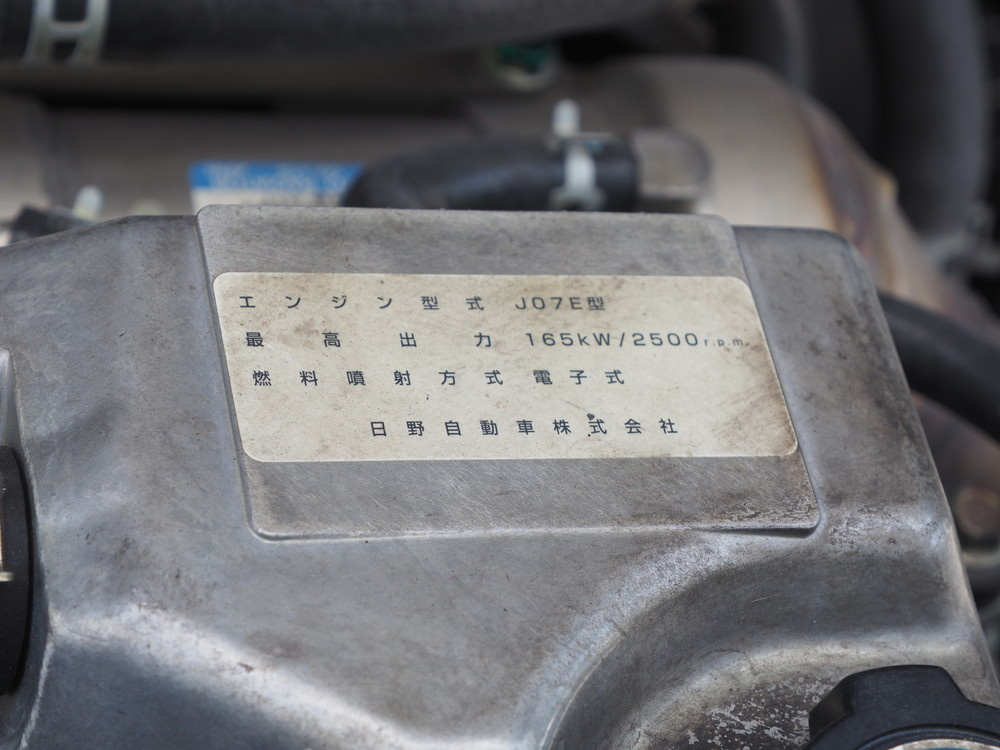 エンジン型式 J07E型
最高出力 165kW/2500r.p.m.
燃料噴射方式 電子式
日野自動車株式会社